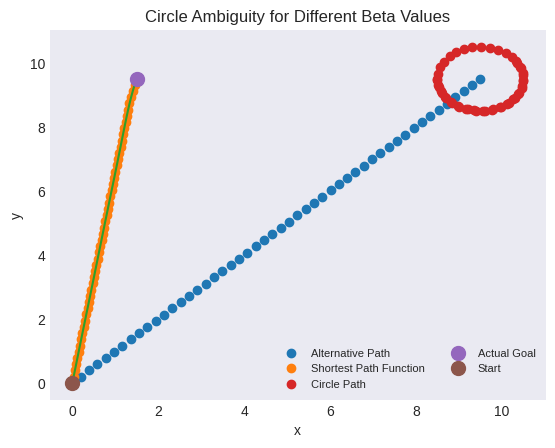 Circle Ambiguity for Different Beta Values
10
8
6
4
2
0
y
0
2
4
6
8
10
x
Alternative Path
Shortest Path Function
Circle Path
Actual Goal
Start